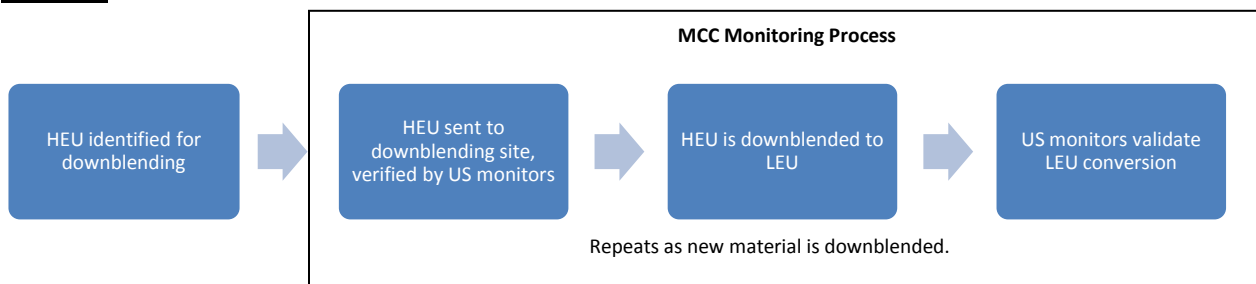 MCC Monitoring Process
HEU identified for
downblending
HEU sent to
downblending site,
verified by US monitors
HEU is downblended to
LEU
US monitors validate
LEU conversion
Repeats as new material is downblended.